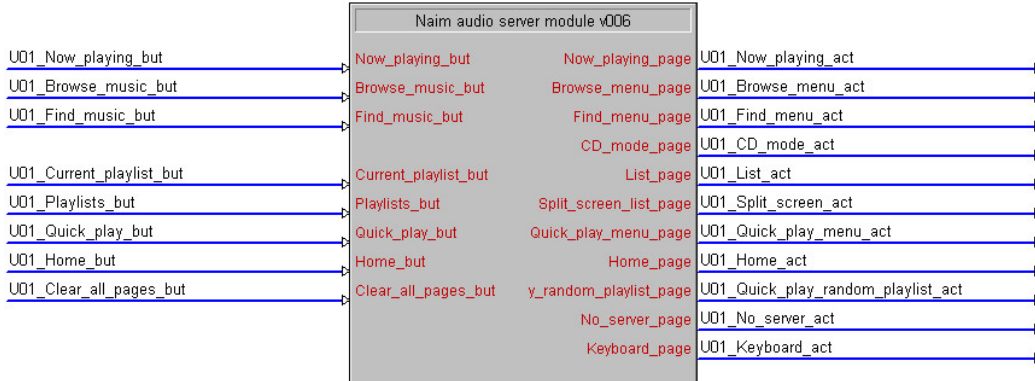 Naim audio server module v006
U01_Now_playing_but Now_playing_but Now_playing_page U01_Now_playing_act
U01_Browse_music_but Browse_music_but Browse_menu_page U01_Browse_menu_act
U01_Find_music_but Find_music_but Find_menu_page U01_Find_menu_act
CD_mode_page U01_CD_mode_act
U01_Current_playlist_but Current_playlist_but List_page U01_List_act
U01_Playlists_but Playlists_but Split_screen_list_page U01_Split_screen_act
U01_Quick_play_but Quick_play_but Quick_play_menu_page U01_Quick_play_menu_act
U01_Home_but Home_but Home_page U01_Home_act
U01_Clear_all_pages_but Clear_all_pages_but y_random_playlist_page U01_Quick_play_random_playlist_act
No_server_page U01_No_server_act
Keyboard_page U01_Keyboard_act